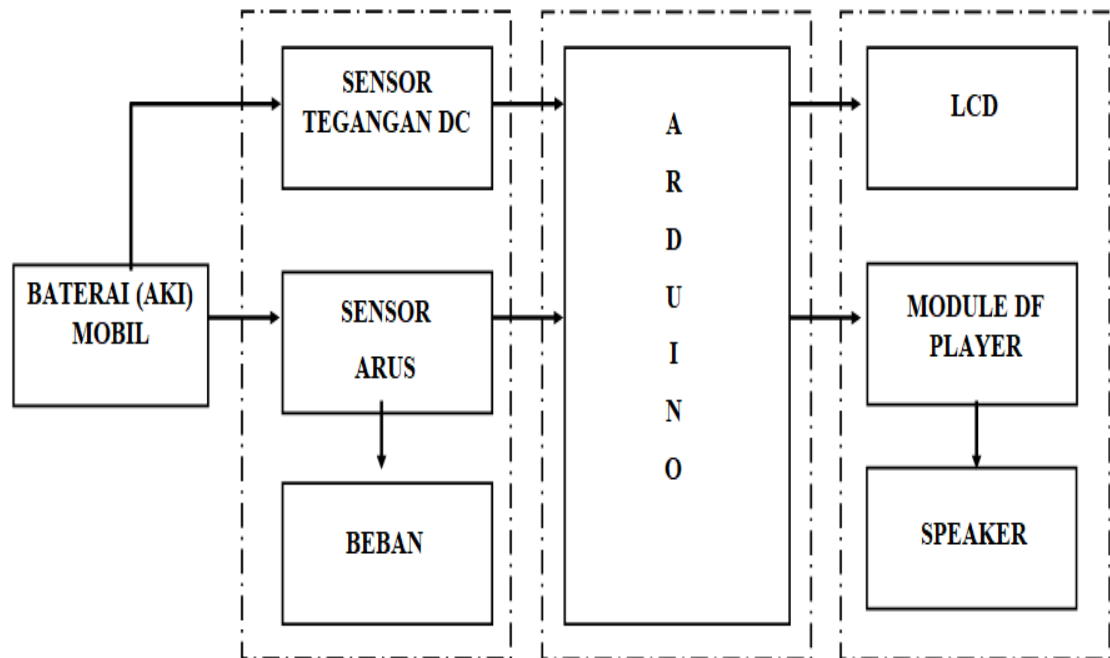 SENSOR
TEGANGAN DC
BATERAI (AKI)
MOBIL
SENSOR
ARUS
BEBAN
A
R
D
U
I
N
O
LCD
MODULE DF
PLAYER
SPEAKER